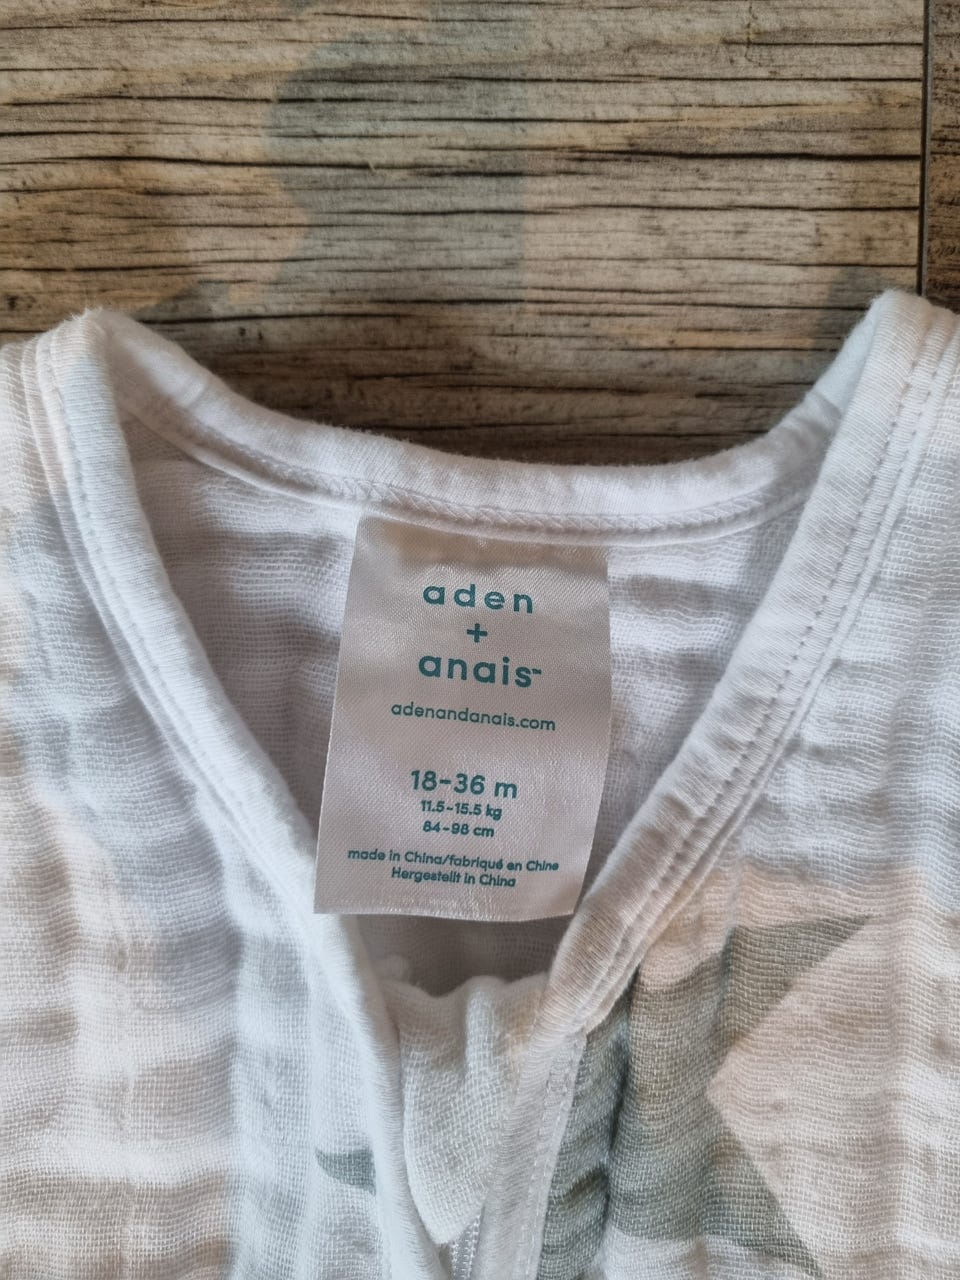 aden
+
anais™
adenandanais.com
18-36 m
11.5-15.5 kg
84-98 cm
made in China/fabriqué en Chine
Hergestellt in China